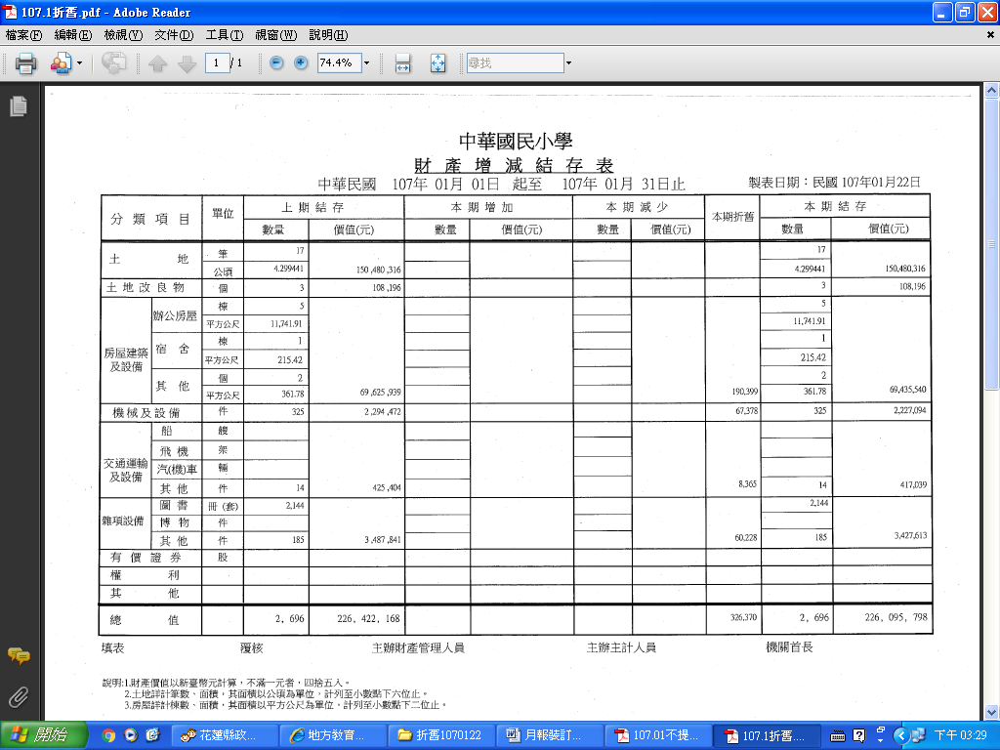 107.1折舊.pdf - Adobe Reader
檔案(F) 編輯(E) 檢視(V) 文件(D) 工具(T) 視窗(W) 說明(H)
1 / 1 74.4% 尋找
中華國民小學
財產增減結存表
中華民國 107年 01月 01日 起至 107年 01月 31日止 製表日期：民國 107年01月22日
分類項目 單位 上期結存 本期增加 本期減少 本期折舊 本期結存
數量 價值(元) 數量 價值(元) 數量 價值(元) 數量 價值(元)
土地 筆 17 17
公頃 4.299441 150,480,316 4.299441 150,480,316
土地改良物 個 3 108,196 3 108,196
房屋建築及設備 辦公房屋 棟 5 5
平方公尺 11,741.91 11,741.91
宿舍 棟 1 1
平方公尺 215.42 215.42
其他 個 2 2
平方公尺 361.78 69,625,939 190,399 361.78 69,435,540
機械及設備 件 325 2,294,472 67,378 325 2,227,094
交通運輸及設備 船 艘
飛機 架
汽(機)車 輛
其他 件 14 425,404 8,365 14 417,039
雜項設備 圖書 冊(套) 2,144 2,144
博物 件
其他 件 185 3,487,841 60,228 185 3,427,613
有價證券 股
權利
其他
總值 2,696 226,422,168 326,370 2,696 226,095,798
填表 覆核 主辦財產管理人員 主辦主計人員 機關首長
說明:1.財產價值以新臺幣元計算，不滿一元者，四捨五入。
2.土地詳計筆數、面積，其面積以公頃為單位，計列至小數點下六位止。
3.房屋詳計棟數、面積，其面積以平方公尺為單位，計列至小數點下二位止。
開始 花蓮縣政... 地方教育... 折舊1070122 月報裝訂... 107.01不提... 107.1折舊.... 下午 03:29